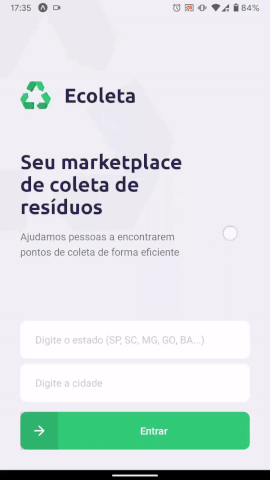 17:35
84%
Ecoleta
Seu marketplace
de coleta de
resíduos
Ajudamos pessoas a encontrarem
pontos de coleta de forma eficiente
Digite o estado (SP, SC, MG, GO, BA...)
Digite a cidade
Entrar